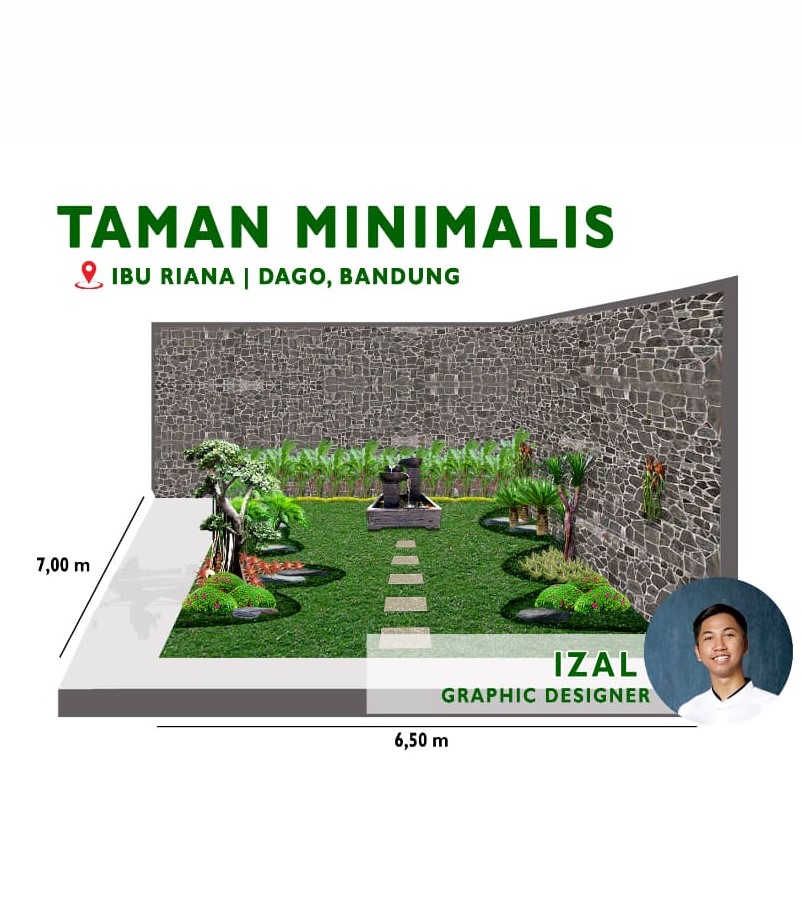 TAMAN MINIMALIS
IBU RIANA | DAGO, BANDUNG
7,00 m
IZAL
GRAPHIC DESIGNER
6,50 m